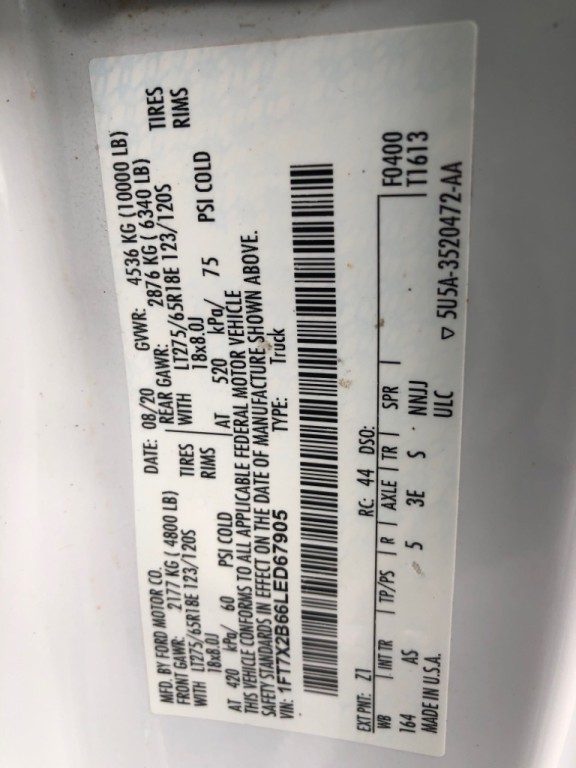 MFD. BY FORD MOTOR CO.
DATE: 08/20 GVWR: 4536 KG (10000 LB)
FRONT GAWR: 2177 KG ( 4800 LB) REAR GAWR: 2876 KG ( 6340 LB)
WITH LT275/65R18E 123/120S TIRES WITH LT275/65R18E 123/120S TIRES
18x8.0J RIMS 18x8.0J RIMS
AT 420 kPa/ 60 PSI COLD AT 520 kPa/ 75 PSI COLD
THIS VEHICLE CONFORMS TO ALL APPLICABLE FEDERAL MOTOR VEHICLE
SAFETY STANDARDS IN EFFECT ON THE DATE OF MANUFACTURE SHOWN ABOVE.
VIN: 1FT7X2B66LED67905 TYPE: Truck
F0400
EXT PNT: Z1 RC: 44 DSO: T1613
WB INT TR TP/PS R AXLE TR SPR
164 AS 5 3E S NNJJ
MADE IN U.S.A. ULC ▽ 5U5A-3520472-AA